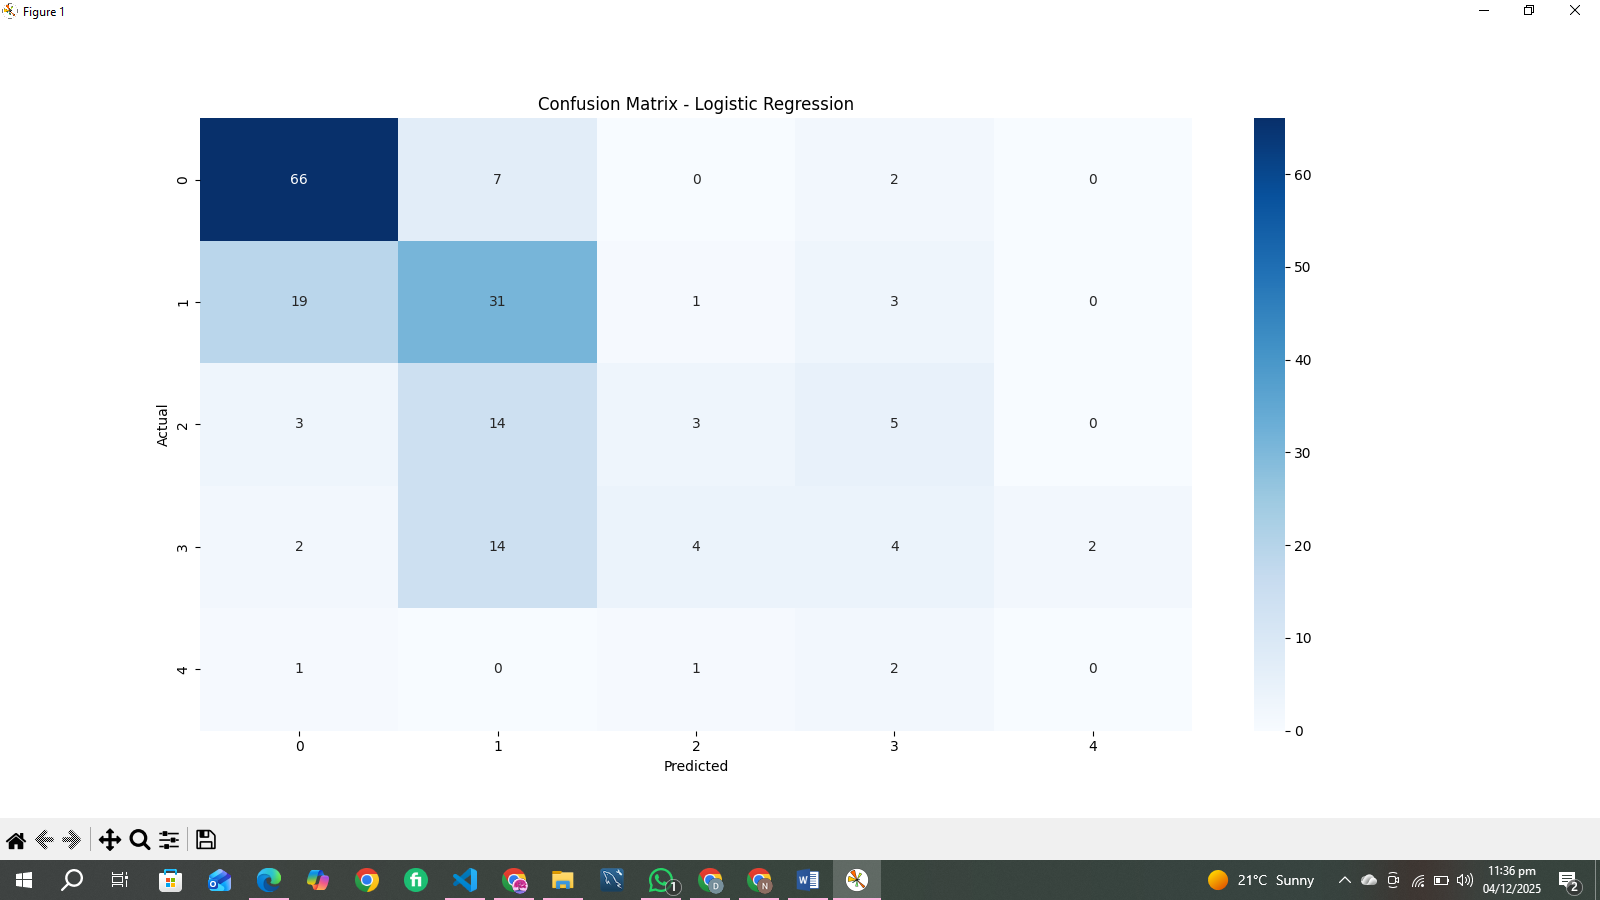 Figure 1
Confusion Matrix - Logistic Regression
0 66 7 0 2 0
1 19 31 1 3 0
2 3 14 3 5 0
3 2 14 4 4 2
4 1 0 1 2 0
Actual
0 1 2 3 4
Predicted
60
50
40
30
20
10
0
21°C Sunny
11:36 pm
04/12/2025
1
D
N
2